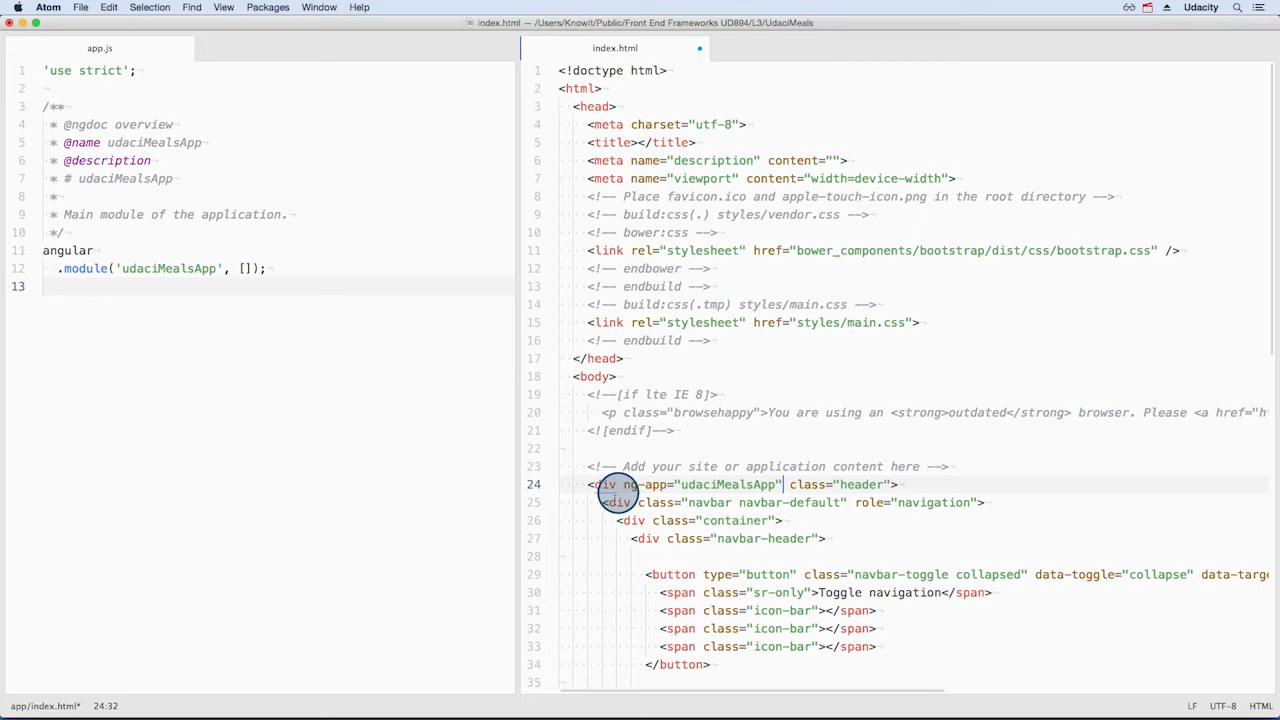 Atom File Edit Selection Find View Packages Window Help Udacity
index.html — /Users/KnowIt/Public/Front End Frameworks UD894/L3/UdaciMeals
app.js
index.html
1 'use strict';
2
3 /**
4 * @ngdoc overview
5 * @name udaciMealsApp
6 * @description
7 * # udaciMealsApp
8 *
9 * Main module of the application.
10 */
11 angular
12 .module('udaciMealsApp', []);
13
1 <!doctype html>
2 <html>
3 <head>
4 <meta charset="utf-8">
5 <title></title>
6 <meta name="description" content="">
7 <meta name="viewport" content="width=device-width">
8 <!-- Place favicon.ico and apple-touch-icon.png in the root directory -->
9 <!-- build:css(.) styles/vendor.css -->
10 <!-- bower:css -->
11 <link rel="stylesheet" href="bower_components/bootstrap/dist/css/bootstrap.css" />
12 <!-- endbower -->
13 <!-- endbuild -->
14 <!-- build:css(.tmp) styles/main.css -->
15 <link rel="stylesheet" href="styles/main.css">
16 <!-- endbuild -->
17 </head>
18 <body>
19 <!--[if lte IE 8]>
20 <p class="browsehappy">You are using an <strong>outdated</strong> browser. Please <a href="h
21 <![endif]-->
22
23 <!-- Add your site or application content here -->
24 <div ng-app="udaciMealsApp" class="header">
25 <div class="navbar navbar-default" role="navigation">
26 <div class="container">
27 <div class="navbar-header">
28
29 <button type="button" class="navbar-toggle collapsed" data-toggle="collapse" data-targe
30 <span class="sr-only">Toggle navigation</span>
31 <span class="icon-bar"></span>
32 <span class="icon-bar"></span>
33 <span class="icon-bar"></span>
34 </button>
35
app/index.html* 24:32 LF UTF-8 HTML